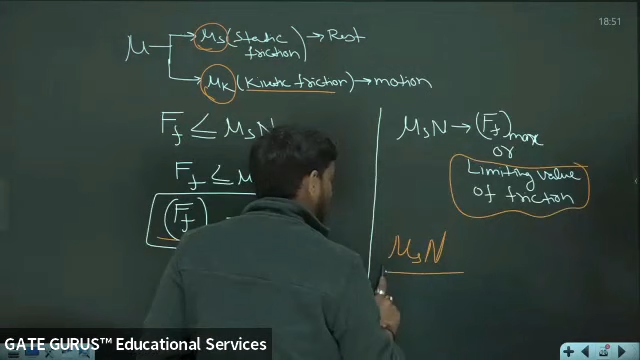 18:51
μ → μs (Static friction) → Rest
→ μk (Kinetic friction) → motion
Ff ≤ μsN
Ff ≤ μ
(Ff)
μsN → (Ff)max
or
Limiting value
of friction
μsN
GATE GURUS™ Educational Services